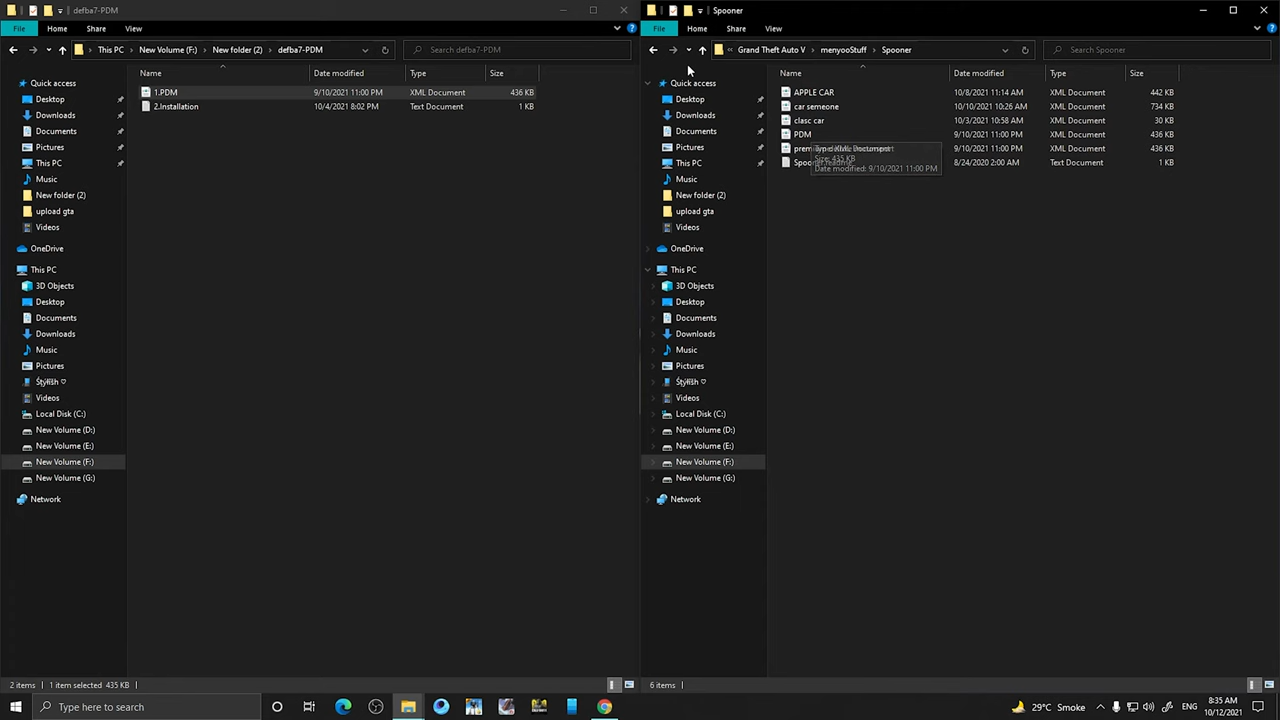 defba7-PDM
File Home Share View
This PC New Volume (F:) New folder (2) defba7-PDM Search defba7-PDM
Name Date modified Type Size
Quick access
Desktop
Downloads
Documents
Pictures
This PC
Music
New folder (2)
upload gta
Videos
OneDrive
This PC
3D Objects
Desktop
Documents
Downloads
Music
Pictures
Videos
Local Disk (C:)
New Volume (D:)
New Volume (E:)
New Volume (F:)
New Volume (G:)
Network
1.PDM 9/10/2021 11:00 PM XML Document 436 KB
2.Installation 10/4/2021 8:02 PM Text Document 1 KB
2 items 1 item selected 435 KB
Spooner
File Home Share View
« Grand Theft Auto V menyooStuff Spooner Search Spooner
Name Date modified Type Size
Quick access
Desktop
Downloads
Documents
Pictures
This PC
Music
New folder (2)
upload gta
Videos
OneDrive
This PC
3D Objects
Desktop
Documents
Downloads
Music
Pictures
Videos
Local Disk (C:)
New Volume (D:)
New Volume (E:)
New Volume (F:)
New Volume (G:)
Network
APPLE CAR 10/8/2021 11:14 AM XML Document 442 KB
car semeone 10/10/2021 10:26 AM XML Document 734 KB
clasc car 10/3/2021 10:58 AM XML Document 30 KB
PDM 9/10/2021 11:00 PM XML Document 436 KB
9/10/2021 11:00 PM XML Document 436 KB
8/24/2020 2:00 AM Text Document 1 KB
Type: XML Document
Size: 435 KB
Date modified: 9/10/2021 11:00 PM
6 items
Type here to search
29°C Smoke
8:35 AM
10/12/2021